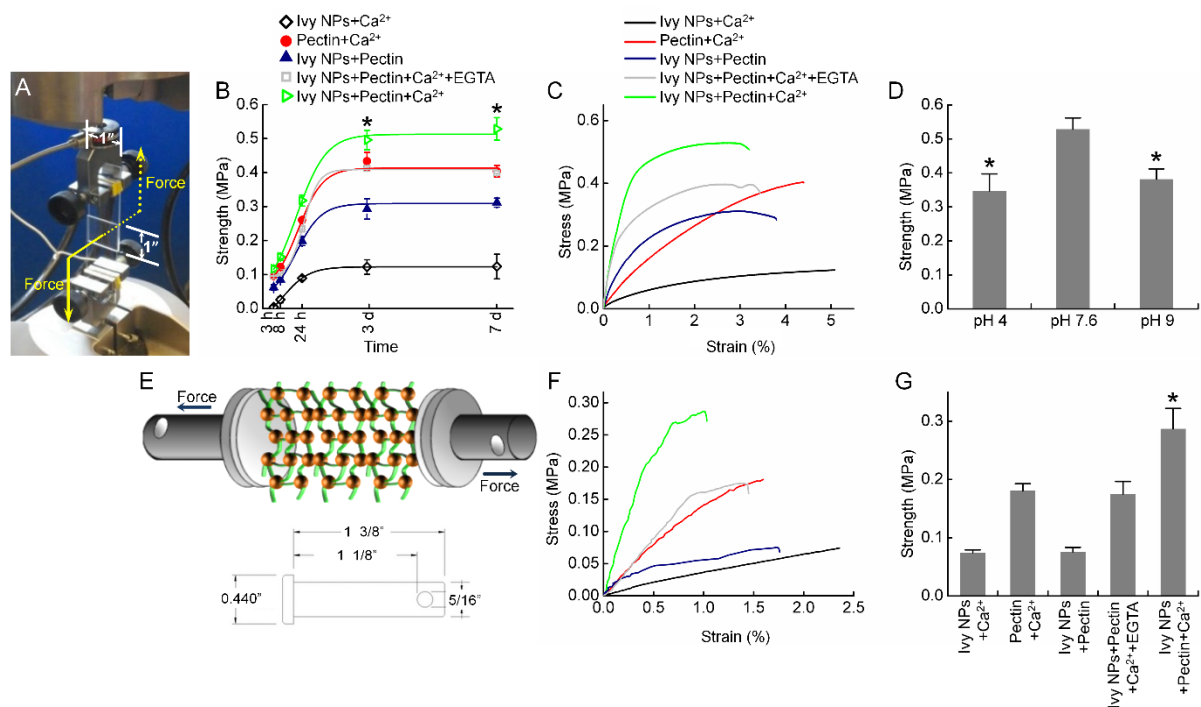 A
1”
Force
1”
Force
Ivy NPs+Ca²⁺
Pectin+Ca²⁺
Ivy NPs+Pectin
Ivy NPs+Pectin+Ca²⁺+EGTA
Ivy NPs+Pectin+Ca²⁺
B
0.6
0.5
0.4
0.3
0.2
0.1
0.0
Strength (MPa)
*
*
3 h
8 h
24 h
3 d
7 d
Time
Ivy NPs+Ca²⁺
Pectin+Ca²⁺
Ivy NPs+Pectin
Ivy NPs+Pectin+Ca²⁺+EGTA
Ivy NPs+Pectin+Ca²⁺
C
0.6
0.4
0.2
0.0
Stress (MPa)
0 1 2 3 4 5
Strain (%)
D
0.6
0.5
0.4
0.3
0.2
0.1
0.0
Strength (MPa)
*
*
pH 4 pH 7.6 pH 9
E
Force
Force
1 3/8”
1 1/8”
0.440”
5/16”
F
0.30
0.25
0.20
0.15
0.10
0.05
0.00
Stress (MPa)
0.0 0.5 1.0 1.5 2.0 2.5
Strain (%)
G
0.4
0.3
0.2
0.1
0.0
Strength (MPa)
*
Ivy NPs
+Ca²⁺
Pectin
+Ca²⁺
Ivy NPs
+Pectin
Ivy NPs+Pectin
+Ca²⁺+EGTA
Ivy NPs
+Pectin+Ca²⁺